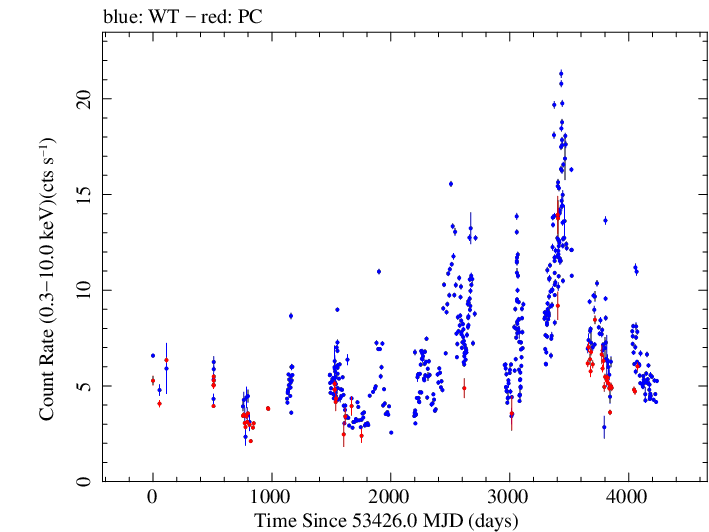 blue: WT − red: PC
Count Rate (0.3−10.0 keV)(cts s⁻¹)
20
15
10
5
0
0 1000 2000 3000 4000
Time Since 53426.0 MJD (days)